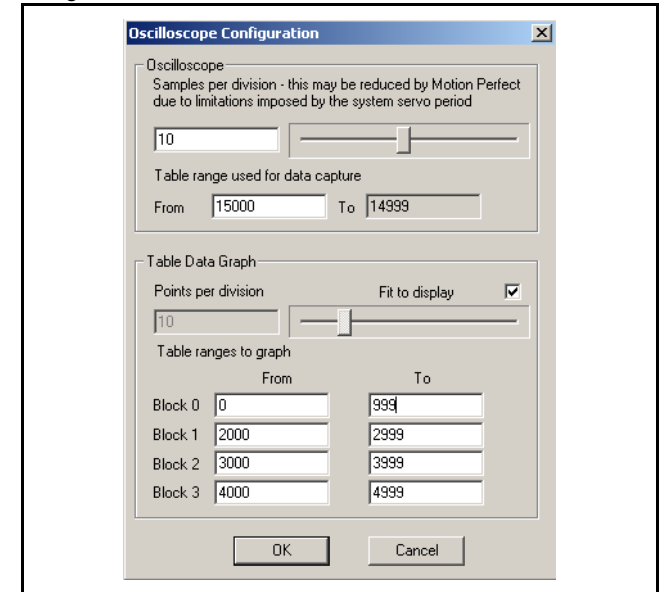 Oscilloscope Configuration
Oscilloscope
Samples per division - this may be reduced by Motion Perfect
due to limitations imposed by the system servo period
10
Table range used for data capture
From 15000 To 14999
Table Data Graph
Points per division Fit to display
10
Table ranges to graph
From To
Block 0 0 999
Block 1 2000 2999
Block 2 3000 3999
Block 3 4000 4999
OK Cancel